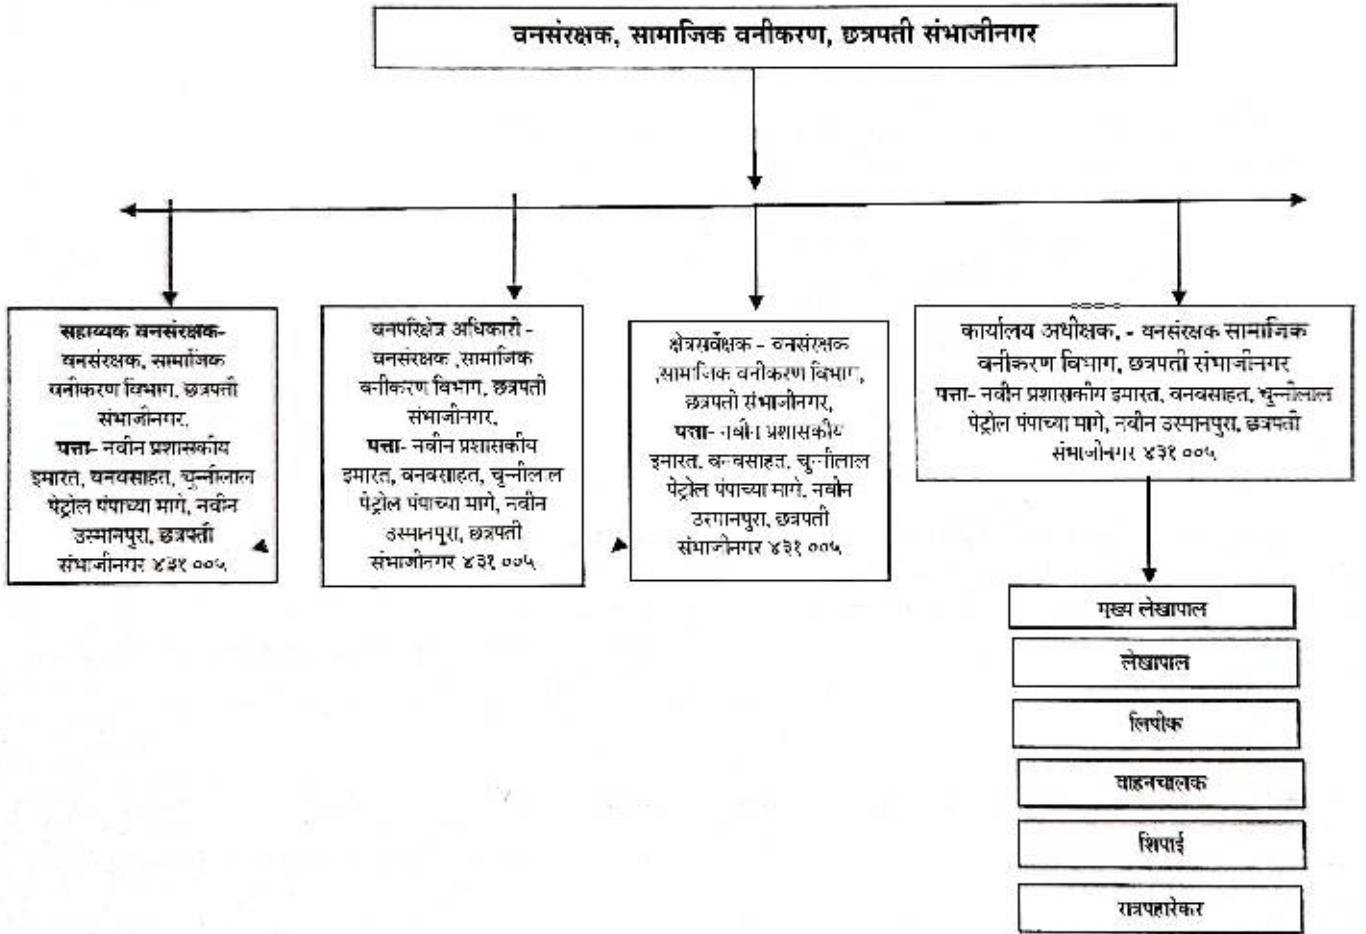 वनसंरक्षक, सामाजिक वनीकरण, छत्रपती संभाजीनगर
सहाय्यक वनसंरक्षक-
वनसंरक्षक, सामाजिक
वनीकरण विभाग, छत्रपती
संभाजीनगर.
पत्ता- नवीन प्रशासकीय
इमारत, वनवसाहत, चुन्नीलाल
पेट्रोल पंपाच्या मागे, नवीन
उस्मानपुरा, छत्रपती
संभाजीनगर ४३१ ००५
वनपरिक्षेत्र अधिकारी -
वनसंरक्षक ,सामाजिक
वनीकरण विभाग, छत्रपती
संभाजीनगर,
पत्ता- नवीन प्रशासकीय
इमारत, वनवसाहत, चुन्नीलाल
पेट्रोल पंपाच्या मागे, नवीन
उस्मानपुरा, छत्रपती
संभाजीनगर ४३१ ००५
क्षेत्रसर्वेक्षक - वनसंरक्षक
,सामाजिक वनीकरण विभाग,
छत्रपती संभाजीनगर,
पत्ता- नवीन प्रशासकीय
इमारत, वनवसाहत, चुन्नीलाल
पेट्रोल पंपाच्या मागे, नवीन
उस्मानपुरा, छत्रपती
संभाजीनगर ४३१ ००५
कार्यालय अधीक्षक, - वनसंरक्षक सामाजिक
वनीकरण विभाग, छत्रपती संभाजीनगर
पत्ता- नवीन प्रशासकीय इमारत, वनवसाहत, चुन्नीलाल
पेट्रोल पंपाच्या मागे, नवीन उस्मानपुरा, छत्रपती
संभाजीनगर ४३१ ००५
मुख्य लेखापाल
लेखापाल
लिपीक
वाहनचालक
शिपाई
रात्रपहारेकर